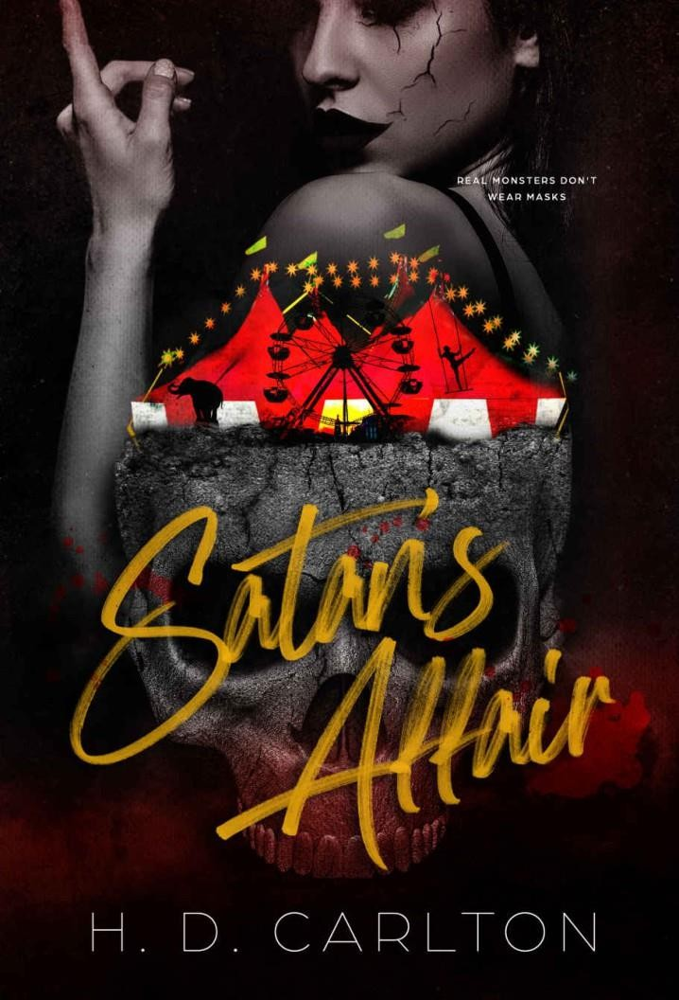 REAL MONSTERS DON'T
WEAR MASKS
Satan's
Affair
H. D. CARLTON